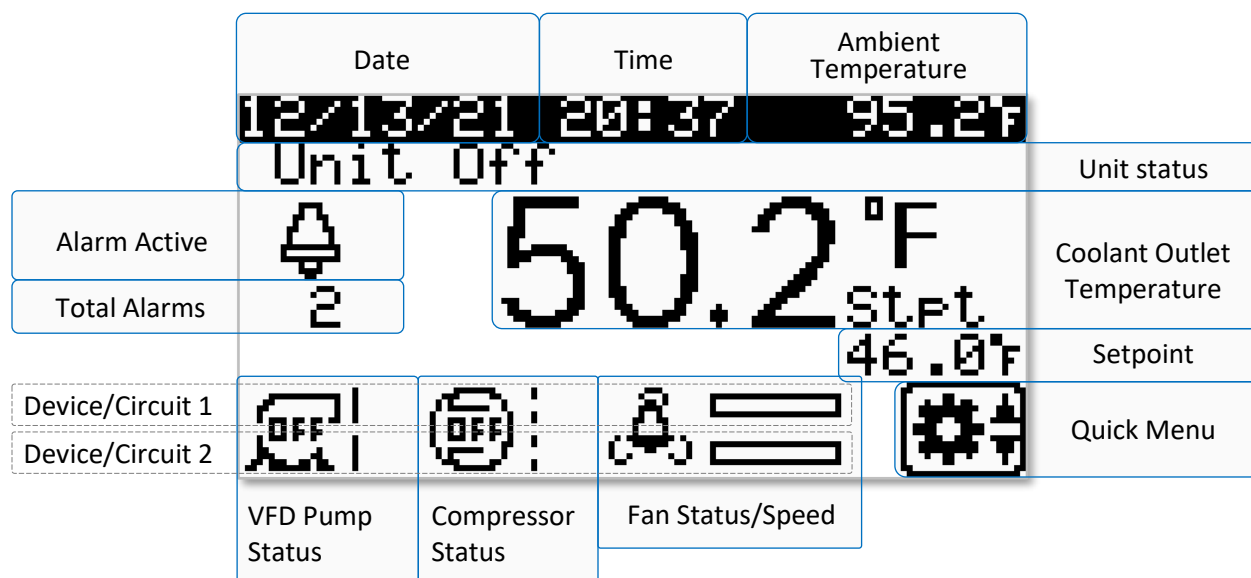 Date
Time
Ambient
Temperature
12/13/21 20:37 95.2°F
Unit Off
Unit status
Alarm Active
50.2°F
Coolant Outlet
Temperature
Total Alarms
2
Stpt
46.0°F
Setpoint
Device/Circuit 1
OFF
OFF
Quick Menu
Device/Circuit 2
VFD Pump
Status
Compressor
Status
Fan Status/Speed